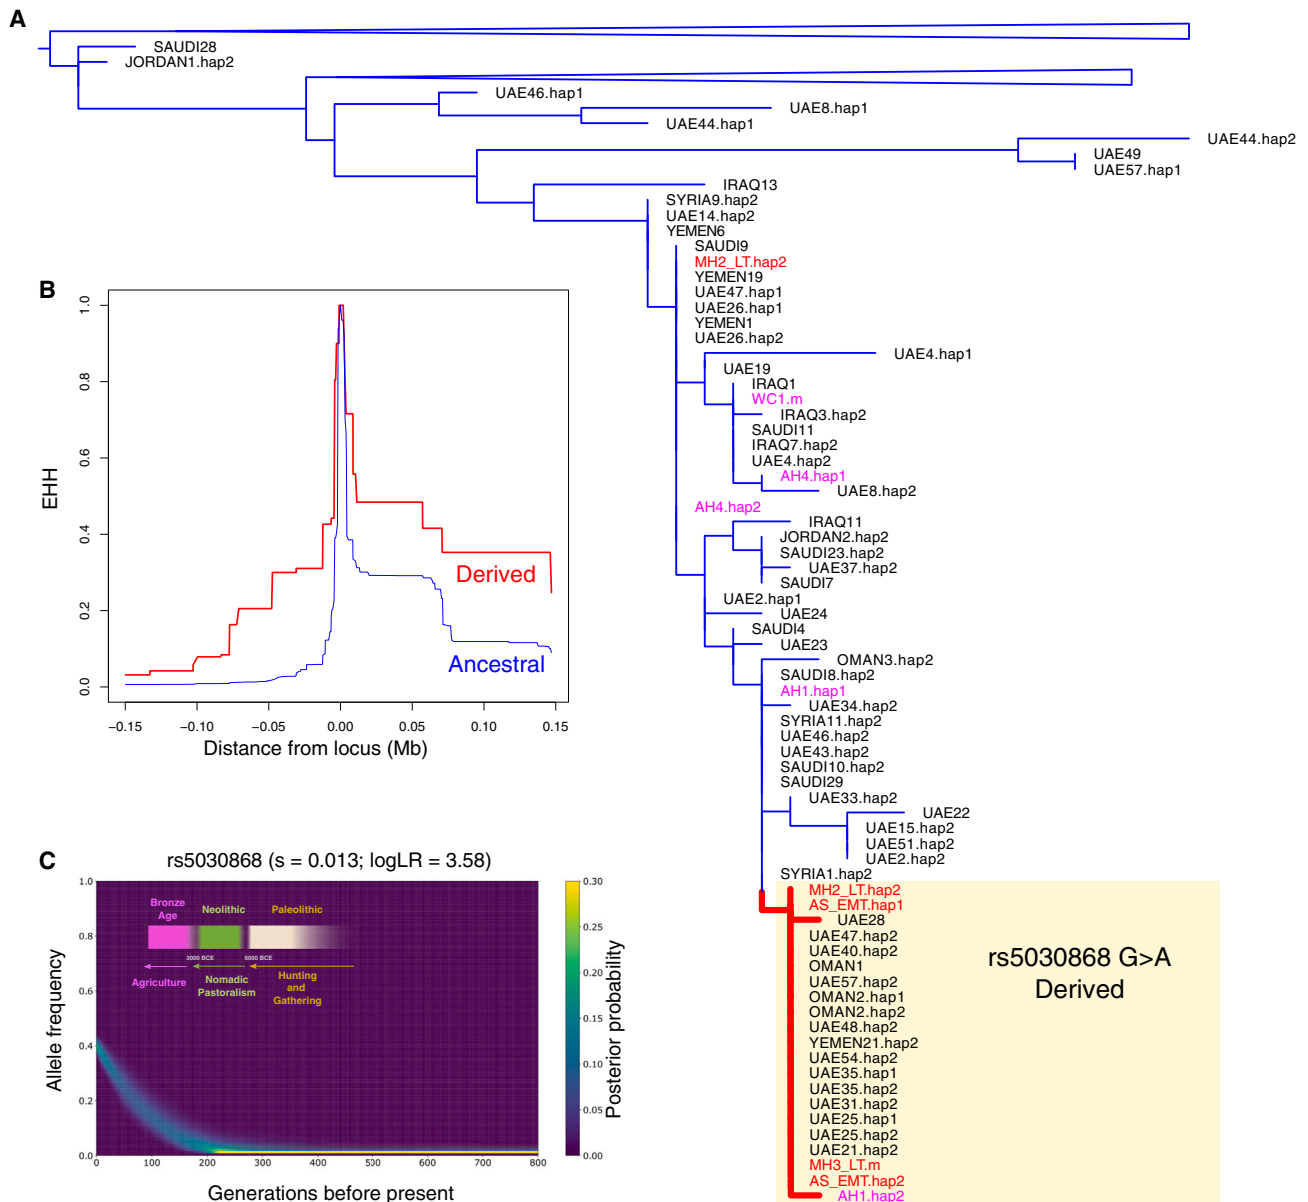 A
SAUDI28
JORDAN1.hap2
UAE46.hap1
UAE8.hap1
UAE44.hap1
UAE44.hap2
UAE49
UAE57.hap1
IRAQ13
SYRIA9.hap2
UAE14.hap2
YEMEN6
SAUDI9
MH2_LT.hap2
YEMEN19
UAE47.hap1
UAE26.hap1
YEMEN1
UAE26.hap2
UAE4.hap1
UAE19
IRAQ1
WC1.m
IRAQ3.hap2
SAUDI11
IRAQ7.hap2
UAE4.hap2
AH4.hap1
UAE8.hap2
AH4.hap2
IRAQ11
JORDAN2.hap2
SAUDI23.hap2
UAE37.hap2
SAUDI7
UAE2.hap1
UAE24
SAUDI4
UAE23
OMAN3.hap2
SAUDI8.hap2
AH1.hap1
UAE34.hap2
SYRIA11.hap2
UAE46.hap2
UAE43.hap2
SAUDI10.hap2
SAUDI29
UAE33.hap2
UAE22
UAE15.hap2
UAE51.hap2
UAE2.hap2
SYRIA1.hap2
MH2_LT.hap2
AS_EMT.hap1
UAE28
UAE47.hap2
UAE40.hap2
OMAN1
UAE57.hap2
OMAN2.hap1
OMAN2.hap2
UAE48.hap2
YEMEN21.hap2
UAE54.hap2
UAE35.hap1
UAE35.hap2
UAE31.hap2
UAE25.hap1
UAE25.hap2
UAE21.hap2
MH3_LT.m
AS_EMT.hap2
AH1.hap2
rs5030868 G>A
Derived
B
1.0
0.8
0.6
0.4
0.2
0.0
EHH
Derived
Ancestral
−0.15 −0.10 −0.05 0.00 0.05 0.10 0.15
Distance from locus (Mb)
C
rs5030868 (s = 0.013; logLR = 3.58)
1.0
0.8
0.6
0.4
0.2
0.0
Allele frequency
Bronze
Age
Neolithic
Paleolithic
3000 BCE
6000 BCE
Agriculture
Nomadic
Pastoralism
Hunting
and
Gathering
0 100 200 300 400 500 600 700 800
Generations before present
0.30
0.25
0.20
0.15
0.10
0.05
0.00
Posterior probability